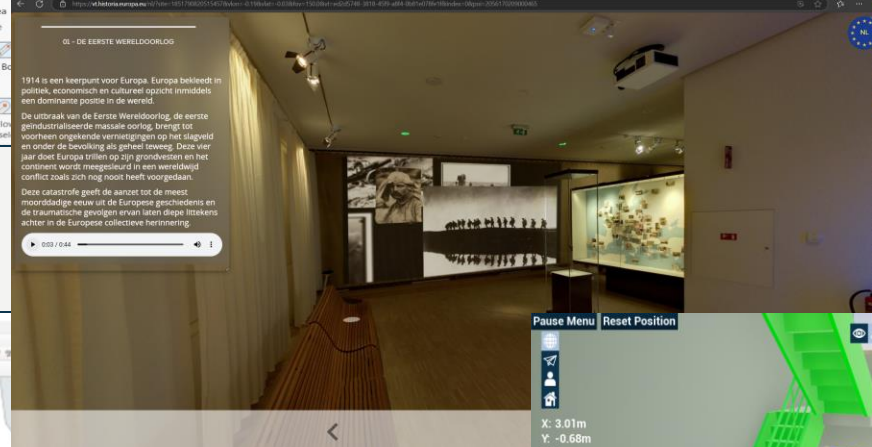 01 - DE EERSTE WERELDOORLOG
NL
1914 is een keerpunt voor Europa. Europa bekleedt in
politiek, economisch en cultureel opzicht inmiddels
een dominante positie in de wereld.
De uitbraak van de Eerste Wereldoorlog, de eerste
geïndustrialiseerde massale oorlog, brengt tot
voorheen ongekende vernietigingen op het slagveld
en onder de bevolking als geheel teweeg. Deze vier
jaar doet Europa trillen op zijn grondvesten en het
continent wordt meegesleurd in een wereldwijd
conflict zoals zich nog nooit heeft voorgedaan.
Deze catastrofe geeft de aanzet tot de meest
moorddadige eeuw uit de Europese geschiedenis en
de traumatische gevolgen ervan laten diepe littekens
achter in de Europese collectieve herinnering.
0:03 / 0:44
Pause Menu Reset Position
X: 3.01m
Y: -0.68m